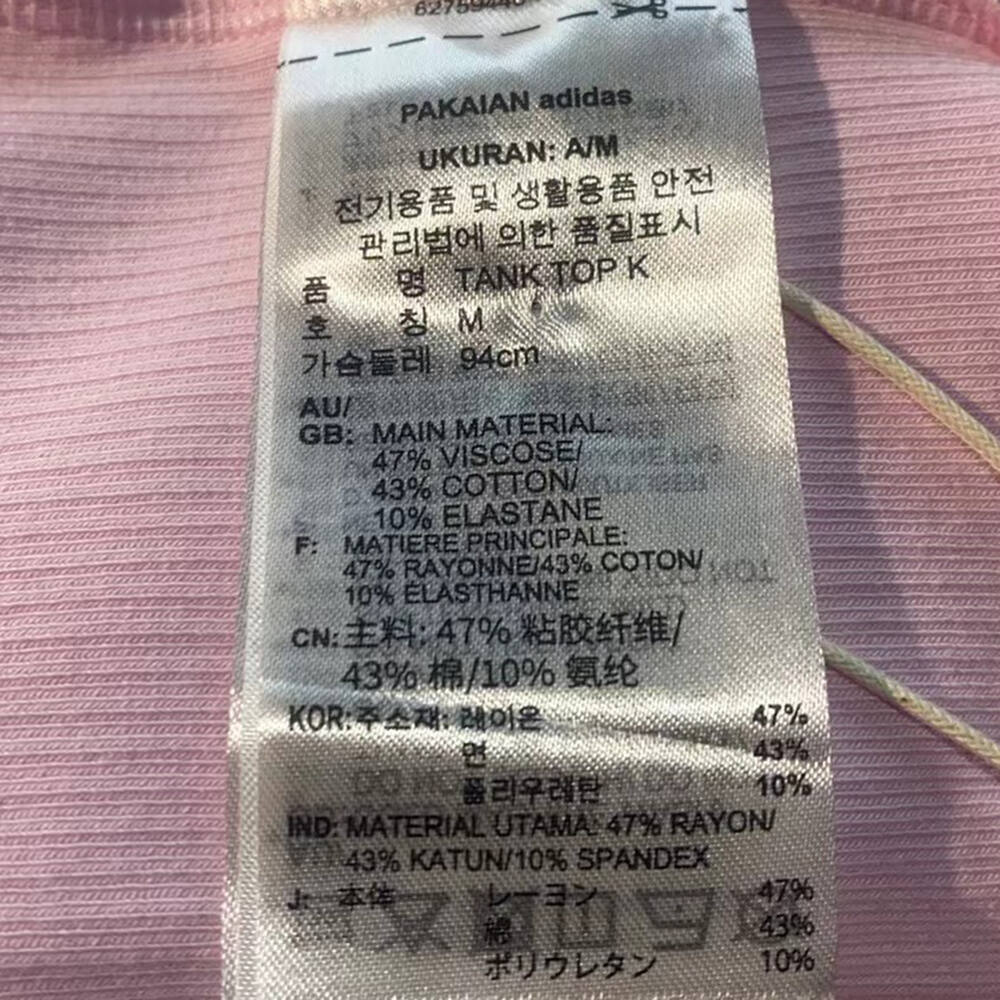 PAKAIAN adidas
UKURAN: A/M
전기용품 및 생활용품 안전
관리법에 의한 품질표시
품 명 TANK TOP K
호 칭 M
가슴둘레 94cm
AU/
GB: MAIN MATERIAL:
47% VISCOSE/
43% COTTON/
10% ELASTANE
F: MATIERE PRINCIPALE:
47% RAYONNE/43% COTON/
10% ÉLASTHANNE
CN: 主料: 47% 粘胶纤维/
43% 棉/10% 氨纶
KOR: 주소재: 레이온 47%
면 43%
폴리우레탄 10%
IND: MATERIAL UTAMA: 47% RAYON/
43% KATUN/10% SPANDEX
J: 本体 レーヨン 47%
綿 43%
ポリウレタン 10%